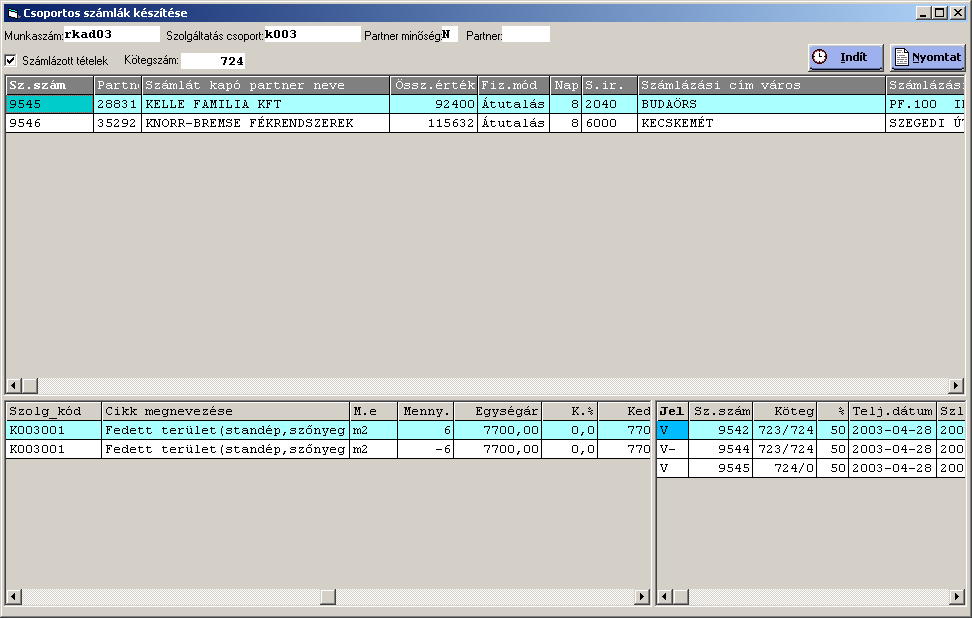 Csoportos számlák készítése
Munkaszám: rkad03 Szolgáltatás csoport: k003 Partner minőség: N Partner:
Számlázott tételek Kötegszám: 724 Indít Nyomtat
Sz.szám Partne Számlát kapó partner neve Össz.érték Fiz.mód Nap S.ir. Számlázási cím város Számlázási
9545 28831 KELLE FAMILIA KFT 92400 Átutalás 8 2040 BUDAÖRS PF.100
9546 35292 KNORR-BREMSE FÉKRENDSZEREK 115632 Átutalás 8 6000 KECSKEMÉT SZEGEDI ÚT
Szolg_kód Cikk megnevezése M.e Menny. Egységár K.% Ked
K003001 Fedett terület(standép,szőnyeg m2 6 7700,00 0,0 770
K003001 Fedett terület(standép,szőnyeg m2 -6 7700,00 0,0 770
Jel Sz.szám Köteg % Telj.dátum Szl
V 9542 723/724 50 2003-04-28 200
V- 9544 723/724 50 2003-04-28 200
V 9545 724/0 50 2003-04-28 200